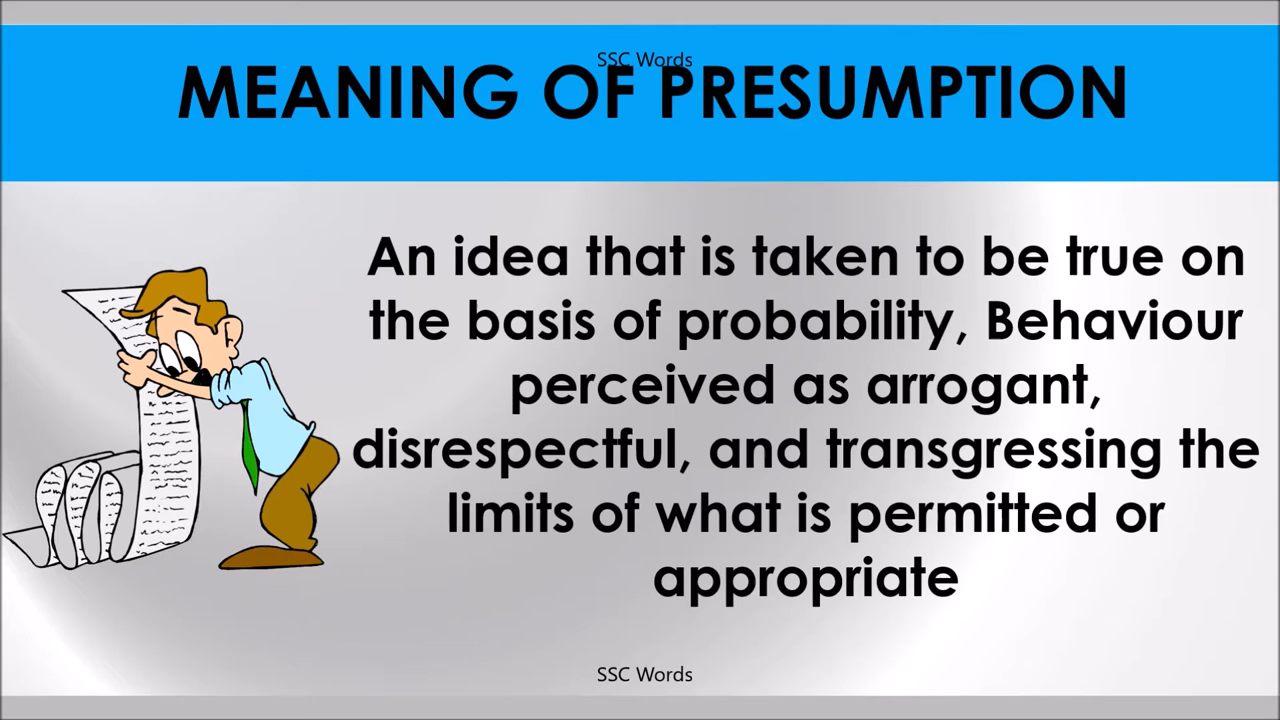 SSC Words
MEANING OF PRESUMPTION
An idea that is taken to be true on
the basis of probability, Behaviour
perceived as arrogant,
disrespectful, and transgressing the
limits of what is permitted or
appropriate
SSC Words